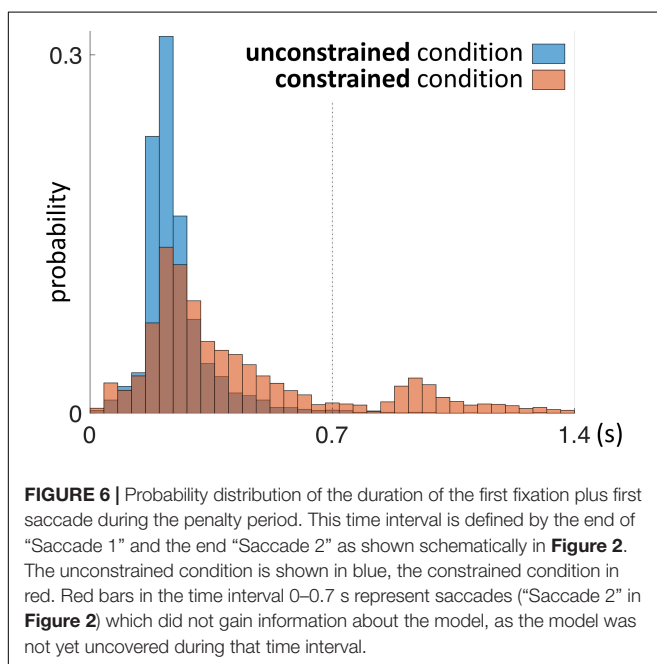 0.3
unconstrained condition
constrained condition
probability
0
0
0.7
1.4 (s)
FIGURE 6 | Probability distribution of the duration of the first fixation plus first
saccade during the penalty period. This time interval is defined by the end of
“Saccade 1” and the end “Saccade 2” as shown schematically in Figure 2.
The unconstrained condition is shown in blue, the constrained condition in
red. Red bars in the time interval 0–0.7 s represent saccades (“Saccade 2” in
Figure 2) which did not gain information about the model, as the model was
not yet uncovered during that time interval.